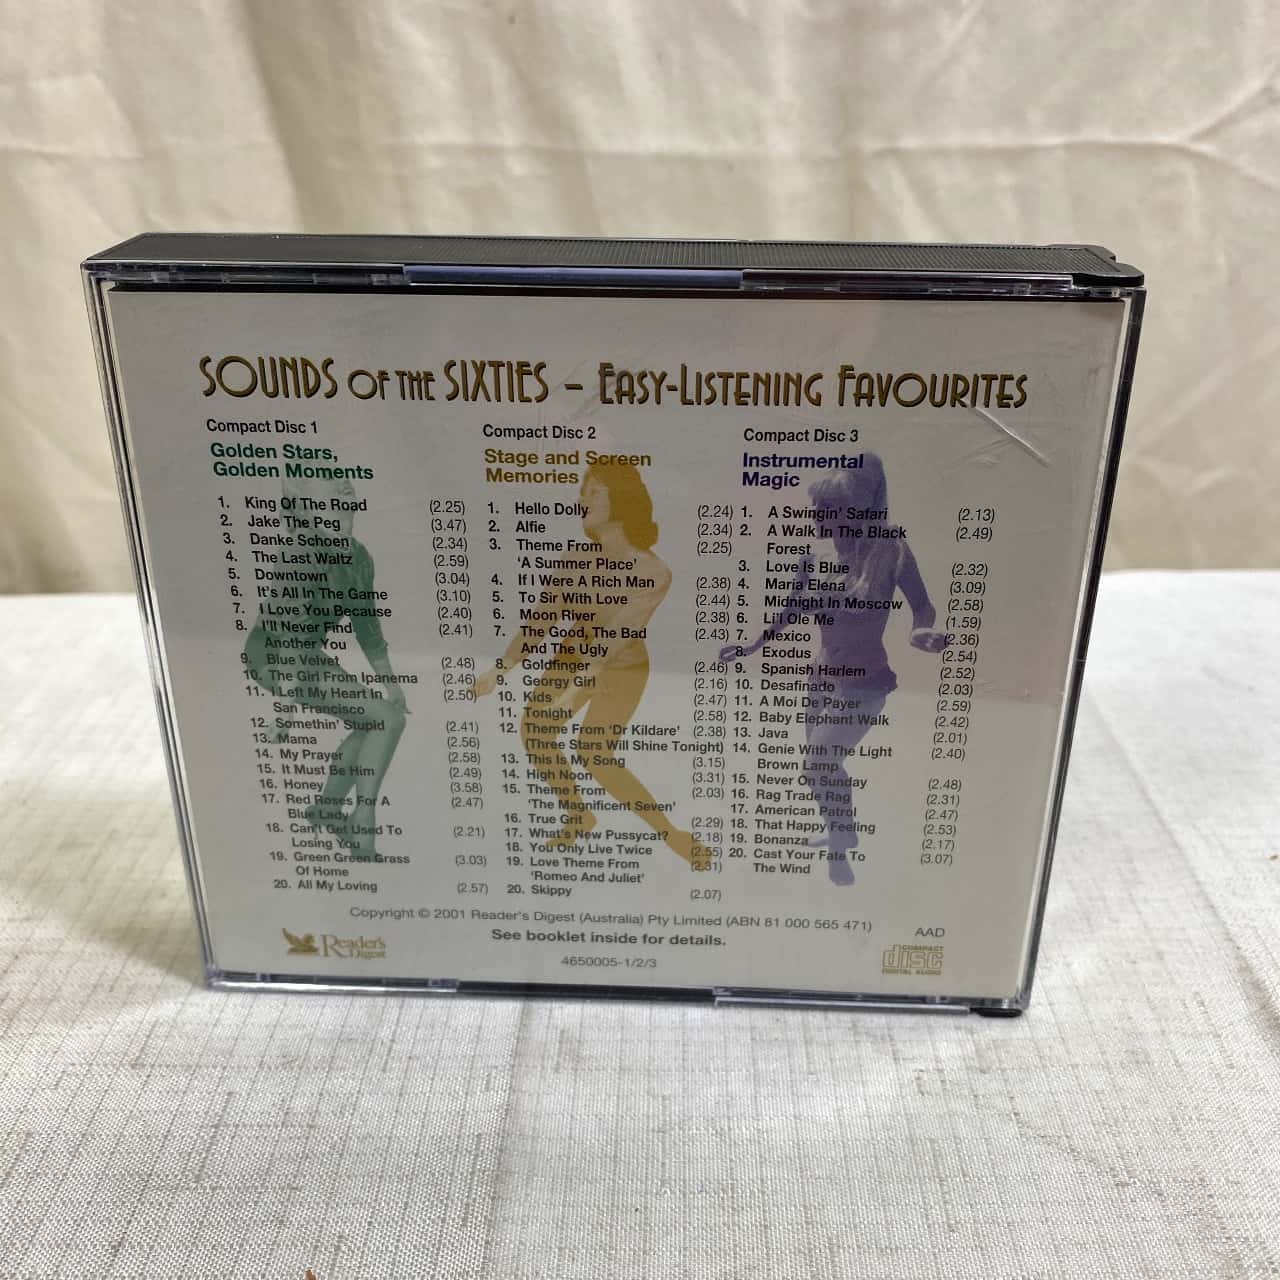 SOUNDS OF THE SIXTIES – EASY-LISTENING FAVOURITES
Compact Disc 1
Golden Stars,
Golden Moments
1. King Of The Road (2.25)
2. Jake The Peg (3.47)
3. Danke Schoen (2.34)
4. The Last Waltz (2.59)
5. Downtown (3.04)
6. It's All In The Game (3.10)
7. I Love You Because (2.40)
8. I'll Never Find (2.41)
Another You
9. Blue Velvet (2.48)
10. The Girl From Ipanema (2.46)
11. I Left My Heart In (2.50)
San Francisco
12. Somethin' Stupid (2.41)
13. Mama (2.56)
14. My Prayer (2.58)
15. It Must Be Him (2.49)
16. Honey (3.58)
17. Red Roses For A (2.47)
Blue Lady
18. Can't Get Used To (2.21)
Losing You
19. Green Green Grass (3.03)
Of Home
20. All My Loving (2.57)
Compact Disc 2
Stage and Screen
Memories
1. Hello Dolly (2.24)
2. Alfie (2.34)
3. Theme From (2.25)
'A Summer Place'
4. If I Were A Rich Man (2.38)
5. To Sir With Love (2.44)
6. Moon River (2.38)
7. The Good, The Bad (2.43)
And The Ugly
8. Goldfinger (2.46)
9. Georgy Girl (2.16)
10. Kids (2.47)
11. Tonight (2.58)
12. Theme From 'Dr Kildare' (2.38)
(Three Stars Will Shine Tonight)
13. This Is My Song (3.15)
14. High Noon (3.31)
15. Theme From (2.03)
'The Magnificent Seven'
16. True Grit (2.29)
17. What's New Pussycat? (2.18)
18. You Only Live Twice (2.55)
19. Love Theme From (2.31)
'Romeo And Juliet'
20. Skippy (2.07)
Compact Disc 3
Instrumental
Magic
1. A Swingin' Safari (2.13)
2. A Walk In The Black (2.49)
Forest
3. Love Is Blue (2.32)
4. Maria Elena (3.09)
5. Midnight In Moscow (2.58)
6. Li'l Ole Me (1.59)
7. Mexico (2.36)
8. Exodus (2.54)
9. Spanish Harlem (2.52)
10. Desafinado (2.03)
11. A Moi De Payer (2.59)
12. Baby Elephant Walk (2.42)
13. Java (2.01)
14. Genie With The Light (2.40)
Brown Lamp
15. Never On Sunday (2.48)
16. Rag Trade Rag (2.31)
17. American Patrol (2.47)
18. That Happy Feeling (2.53)
19. Bonanza (2.17)
20. Cast Your Fate To (3.07)
The Wind
Copyright © 2001 Reader's Digest (Australia) Pty Limited (ABN 81 000 565 471)
See booklet inside for details.
4650005-1/2/3
Reader's
Digest
AAD
COMPACT
disc
DIGITAL AUDIO